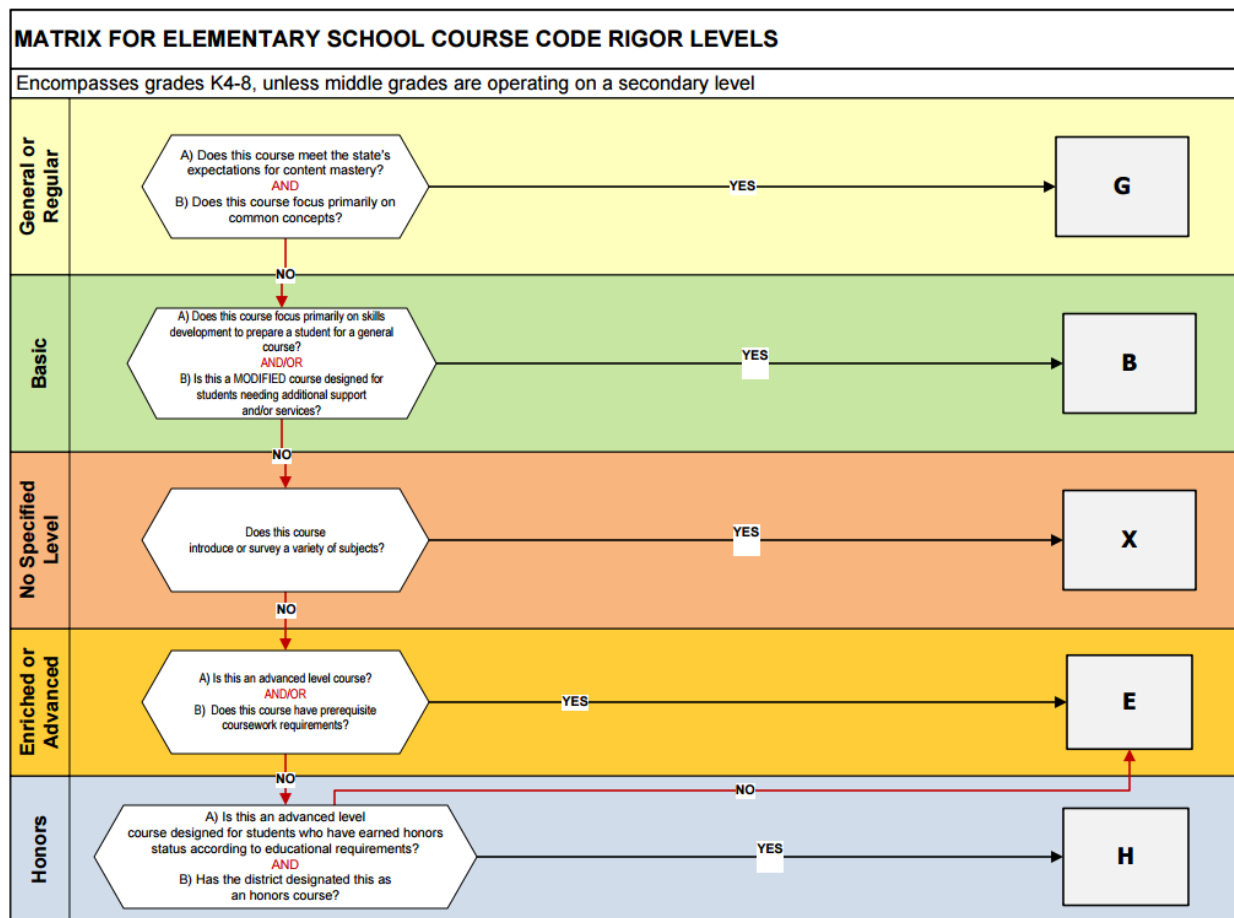 MATRIX FOR ELEMENTARY SCHOOL COURSE CODE RIGOR LEVELS
Encompasses grades K4-8, unless middle grades are operating on a secondary level
General or
Regular
A) Does this course meet the state's
expectations for content mastery?
AND
B) Does this course focus primarily on
common concepts?
YES
G
NO
Basic
A) Does this course focus primarily on skills
development to prepare a student for a general
course?
AND/OR
B) Is this a MODIFIED course designed for
students needing additional support
and/or services?
YES
B
NO
No Specified
Level
Does this course
introduce or survey a variety of subjects?
YES
X
NO
Enriched or
Advanced
A) Is this an advanced level course?
AND/OR
B) Does this course have prerequisite
coursework requirements?
YES
E
NO
NO
Honors
A) Is this an advanced level
course designed for students who have earned honors
status according to educational requirements?
AND
B) Has the district designated this as
an honors course?
YES
H